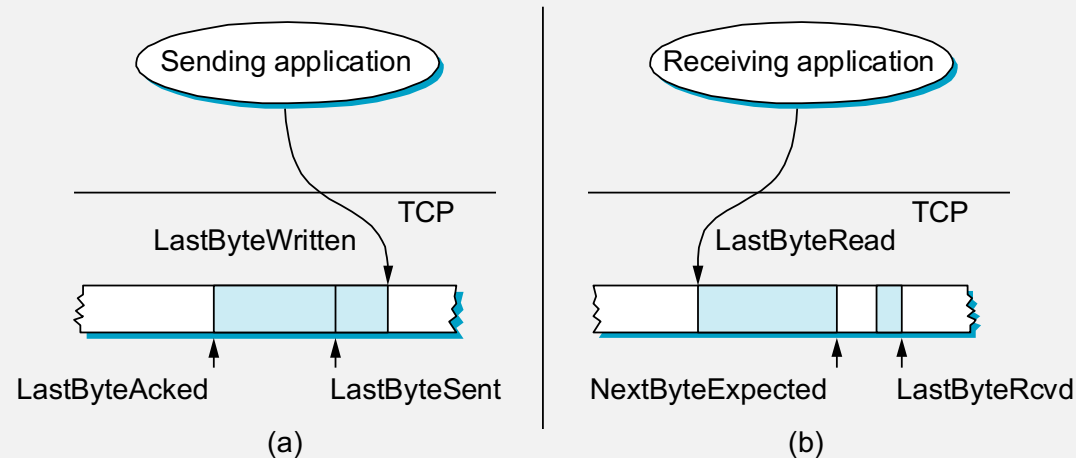 Sending application
TCP
LastByteWritten
LastByteAcked
LastByteSent
(a)
Receiving application
TCP
LastByteRead
NextByteExpected
LastByteRcvd
(b)